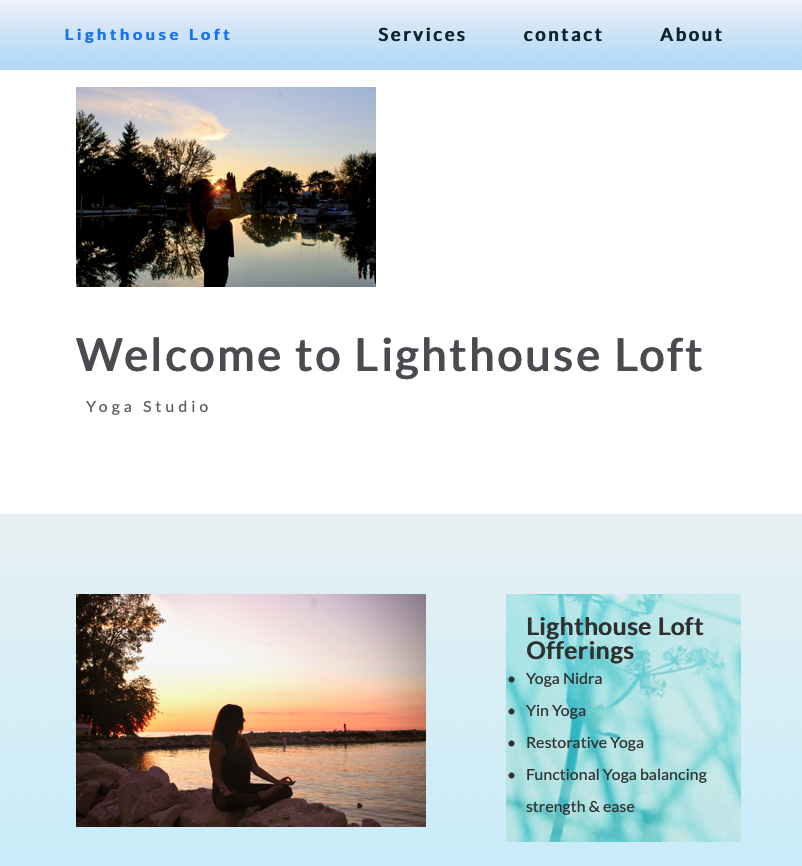 Lighthouse Loft
Services contact About
Welcome to Lighthouse Loft
Yoga Studio
Lighthouse Loft
Offerings
Yoga Nidra
Yin Yoga
Restorative Yoga
Functional Yoga balancing
strength & ease